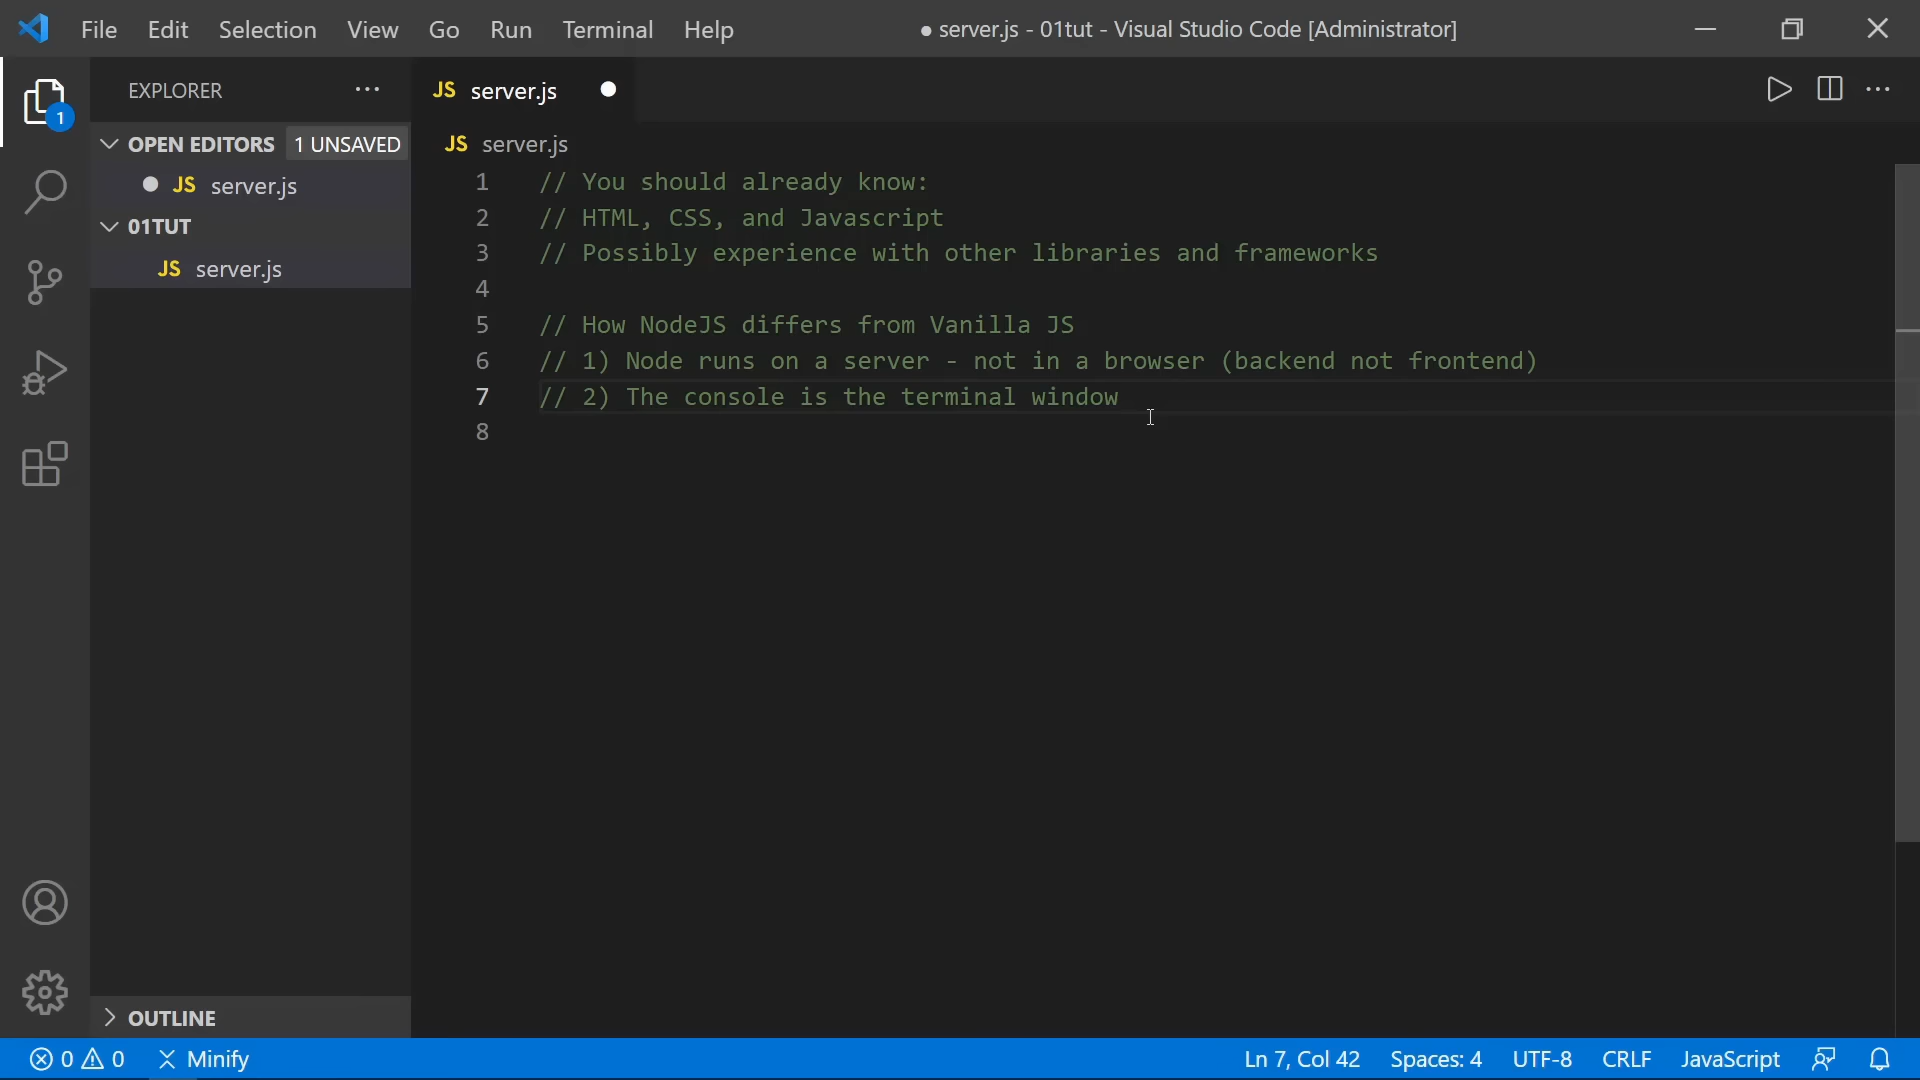 File Edit Selection View Go Run Terminal Help
● server.js - 01tut - Visual Studio Code [Administrator]
EXPLORER
1
OPEN EDITORS 1 UNSAVED
JS server.js
01TUT
JS server.js
OUTLINE
JS server.js
JS server.js
1 // You should already know:
2 // HTML, CSS, and Javascript
3 // Possibly experience with other libraries and frameworks
4
5 // How NodeJS differs from Vanilla JS
6 // 1) Node runs on a server - not in a browser (backend not frontend)
7 // 2) The console is the terminal window
8
0 0 Minify
Ln 7, Col 42 Spaces: 4 UTF-8 CRLF JavaScript